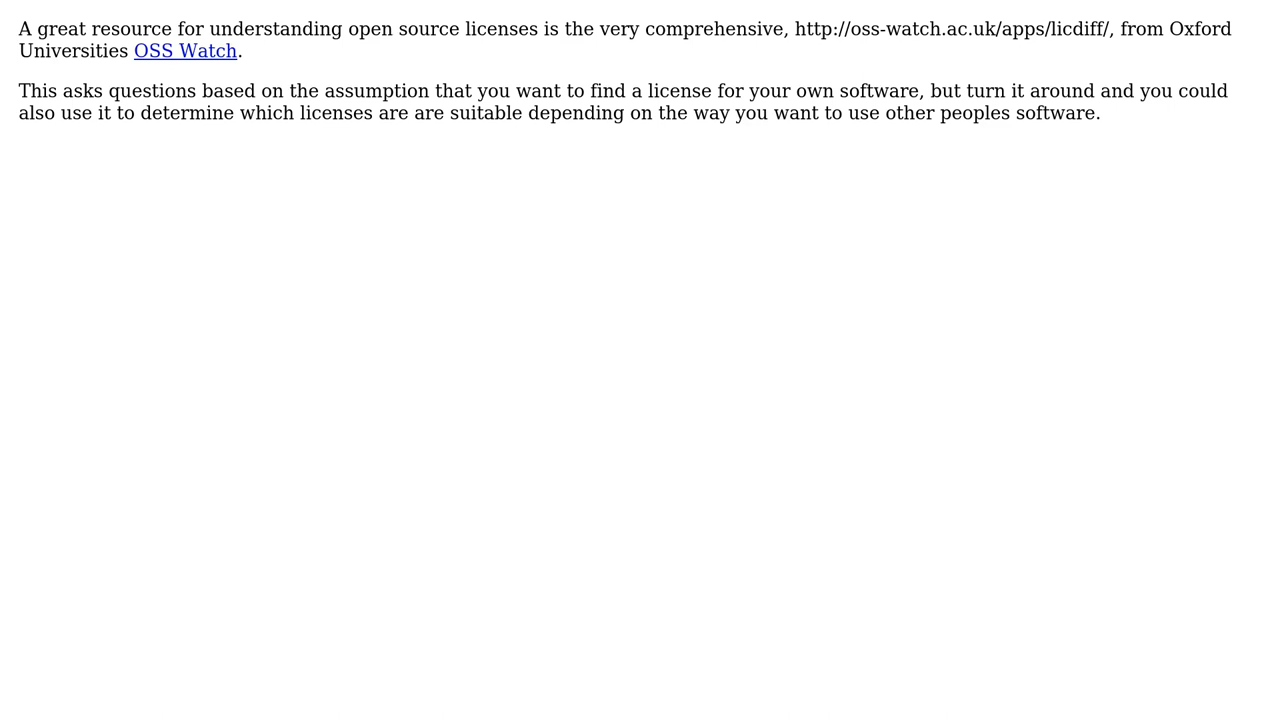 A great resource for understanding open source licenses is the very comprehensive, http://oss-watch.ac.uk/apps/licdiff/, from Oxford
Universities OSS Watch.
This asks questions based on the assumption that you want to find a license for your own software, but turn it around and you could
also use it to determine which licenses are are suitable depending on the way you want to use other peoples software.